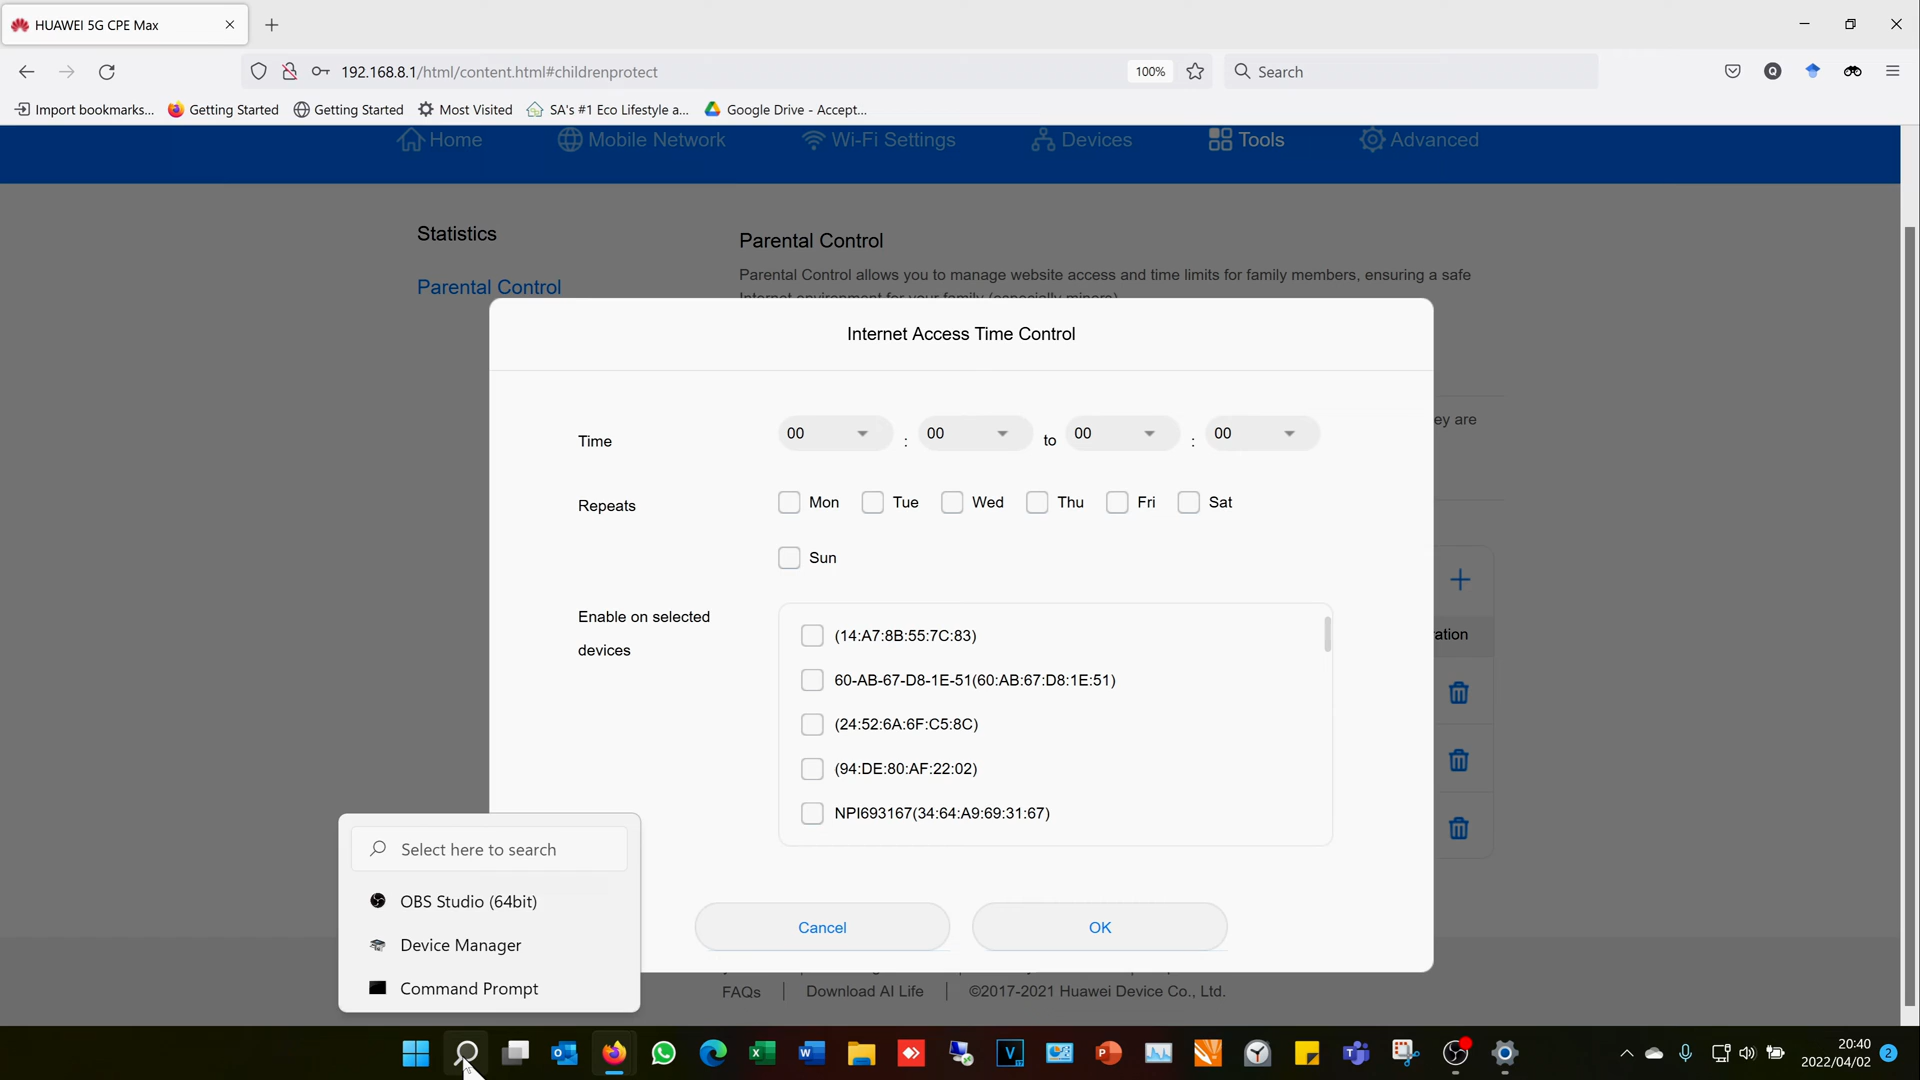 HUAWEI 5G CPE Max
192.168.8.1/html/content.html#childrenprotect
100%
Search
Import bookmarks...
Getting Started
Getting Started
Most Visited
SA's #1 Eco Lifestyle a...
Google Drive - Accept...
Home
Mobile Network
Wi-Fi Settings
Devices
Tools
Advanced
Statistics
Parental Control
Parental Control
Parental Control allows you to manage website access and time limits for family members, ensuring a safe
Internet environment for your family (especially minors)
ey are
ation
Internet Access Time Control
Time
00 : 00 to 00 : 00
Repeats
Mon Tue Wed Thu Fri Sat
Sun
Enable on selected
devices
(14:A7:8B:55:7C:83)
60-AB-67-D8-1E-51(60:AB:67:D8:1E:51)
(24:52:6A:6F:C5:8C)
(94:DE:80:AF:22:02)
NPI693167(34:64:A9:69:31:67)
Cancel
OK
Select here to search
OBS Studio (64bit)
Device Manager
Command Prompt
FAQs
Download AI Life
©2017-2021 Huawei Device Co., Ltd.
20:40
2022/04/02
2